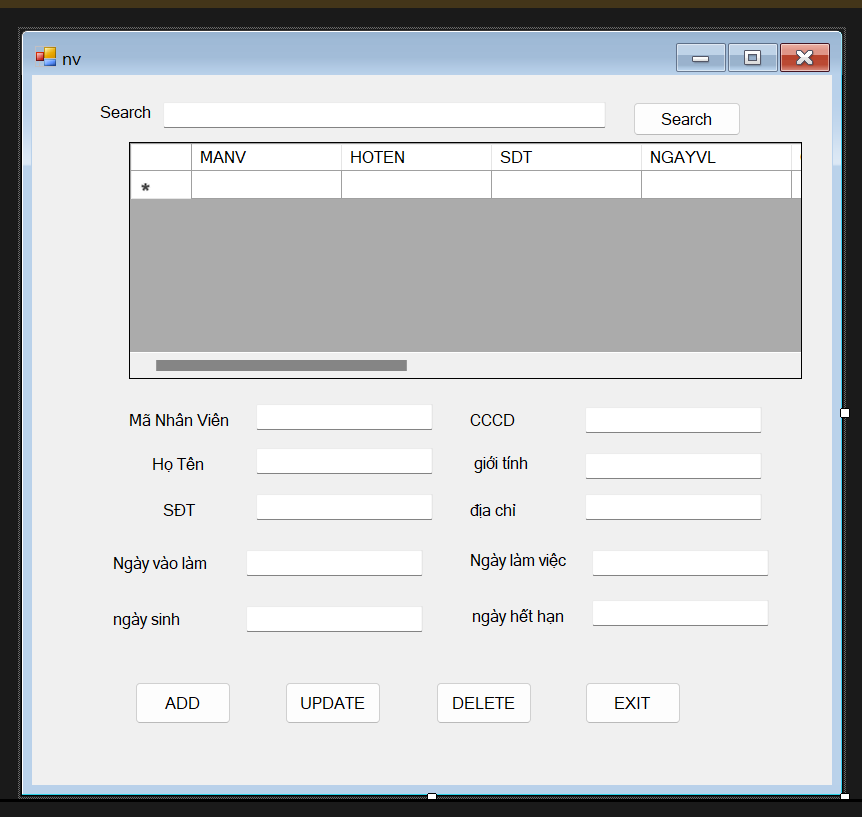 nv
Search Search
MANV HOTEN SDT NGAYVL
*
Mã Nhân Viên CCCD
Họ Tên giới tính
SĐT địa chỉ
Ngày vào làm Ngày làm việc
ngày sinh ngày hết hạn
ADD UPDATE DELETE EXIT